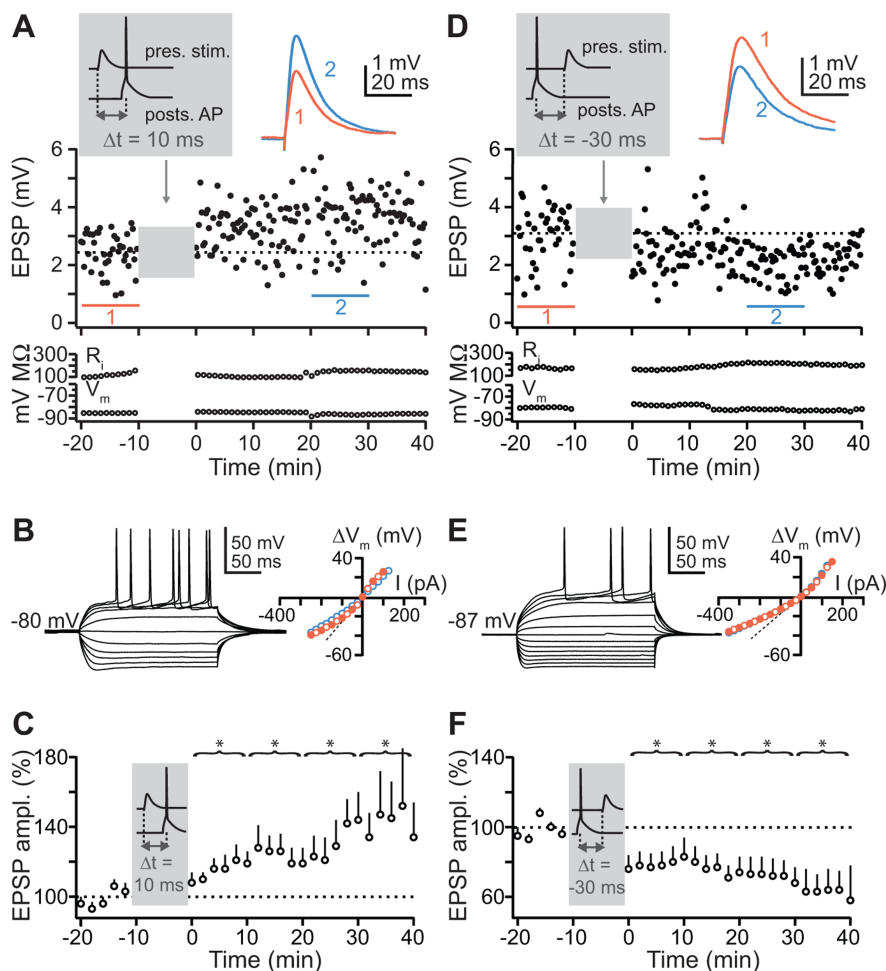 A
pres. stim.
posts. AP
Δt = 10 ms
2
1
1 mV
20 ms
EPSP (mV)
6
4
2
0
1
2
mV MΩ
300
100
-70
-90
Ri
Vm
-20 -10 0 10 20 30 40
Time (min)
D
pres. stim.
posts. AP
Δt = -30 ms
1
2
1 mV
20 ms
EPSP (mV)
6
4
2
0
1
2
mV MΩ
300
100
-70
-90
Ri
Vm
-20 -10 0 10 20 30 40
Time (min)
B
-80 mV
50 mV
50 ms
ΔVm (mV)
40
I (pA)
-400
200
-60
E
-87 mV
50 mV
50 ms
ΔVm (mV)
40
I (pA)
-400
200
-60
C
EPSP ampl. (%)
180
140
100
Δt =
10 ms
* * * *
-20 -10 0 10 20 30 40
Time (min)
F
EPSP ampl. (%)
140
100
60
Δt =
-30 ms
* * * *
-20 -10 0 10 20 30 40
Time (min)